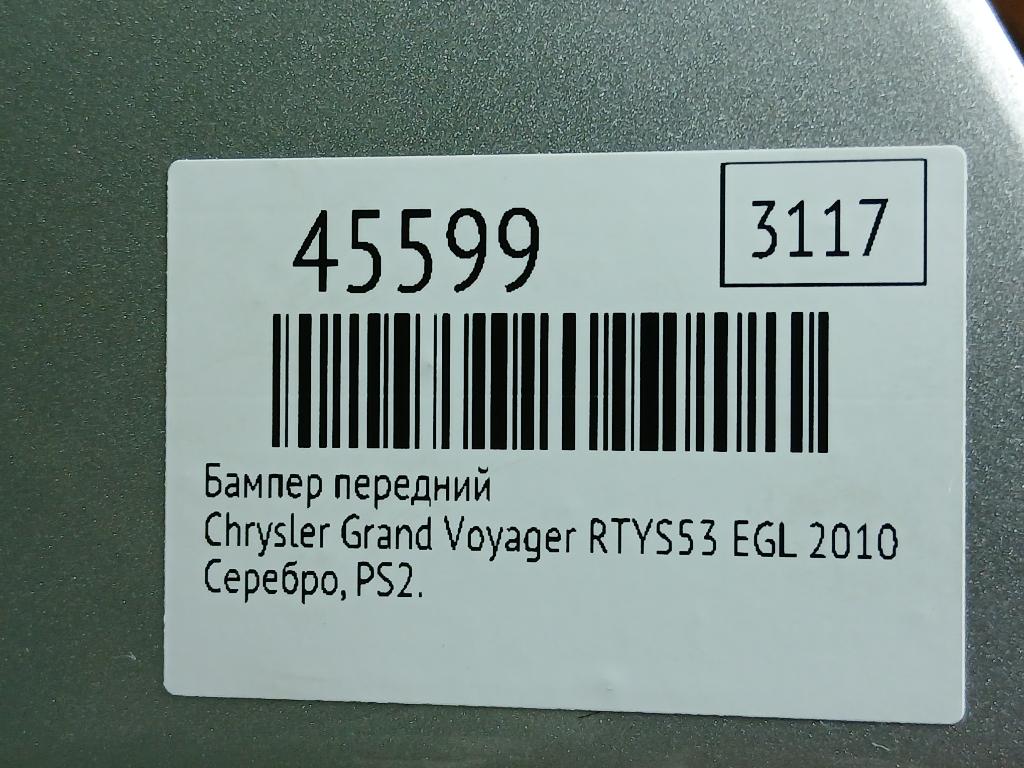 45599
3117
Бампер передний
Chrysler Grand Voyager RTYS53 EGL 2010
Серебро, PS2.